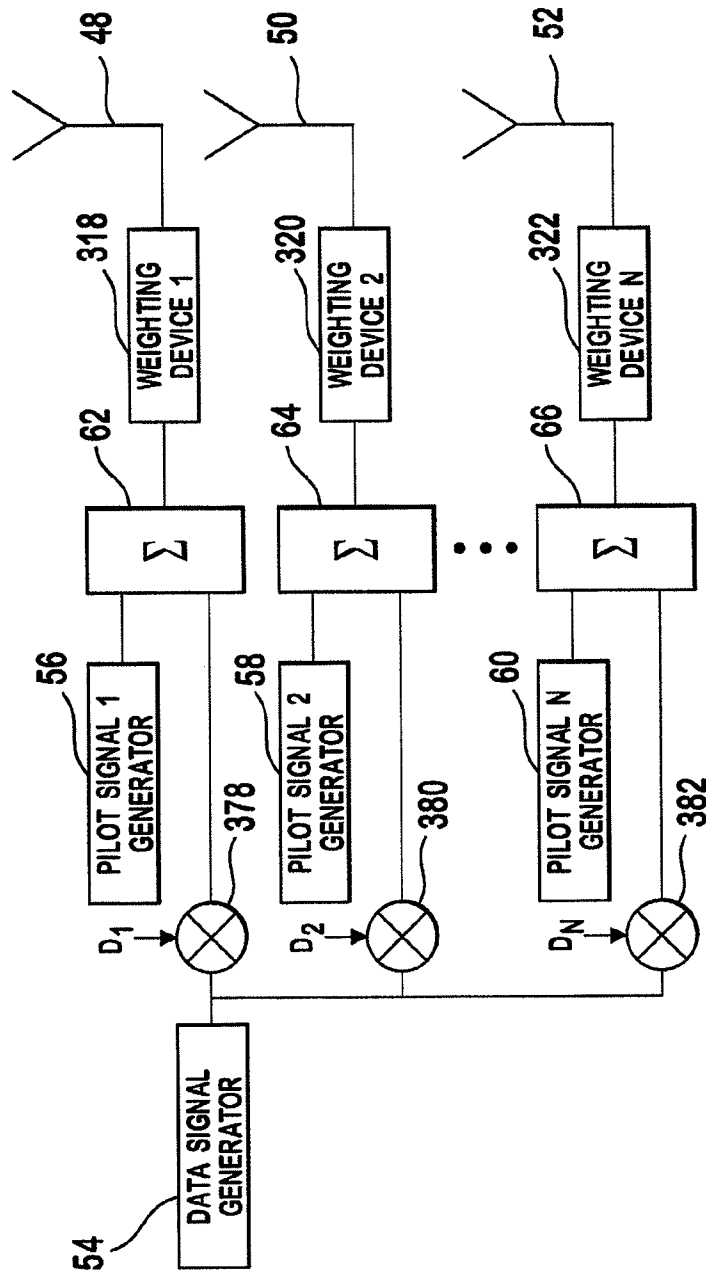 48
318
WEIGHTING
DEVICE 1
62
Σ
56
PILOT SIGNAL 1
GENERATOR
378
D1
50
320
WEIGHTING
DEVICE 2
64
Σ
58
PILOT SIGNAL 2
GENERATOR
380
D2
52
322
WEIGHTING
DEVICE N
66
Σ
60
PILOT SIGNAL N
GENERATOR
382
DN
DATA SIGNAL
GENERATOR
54